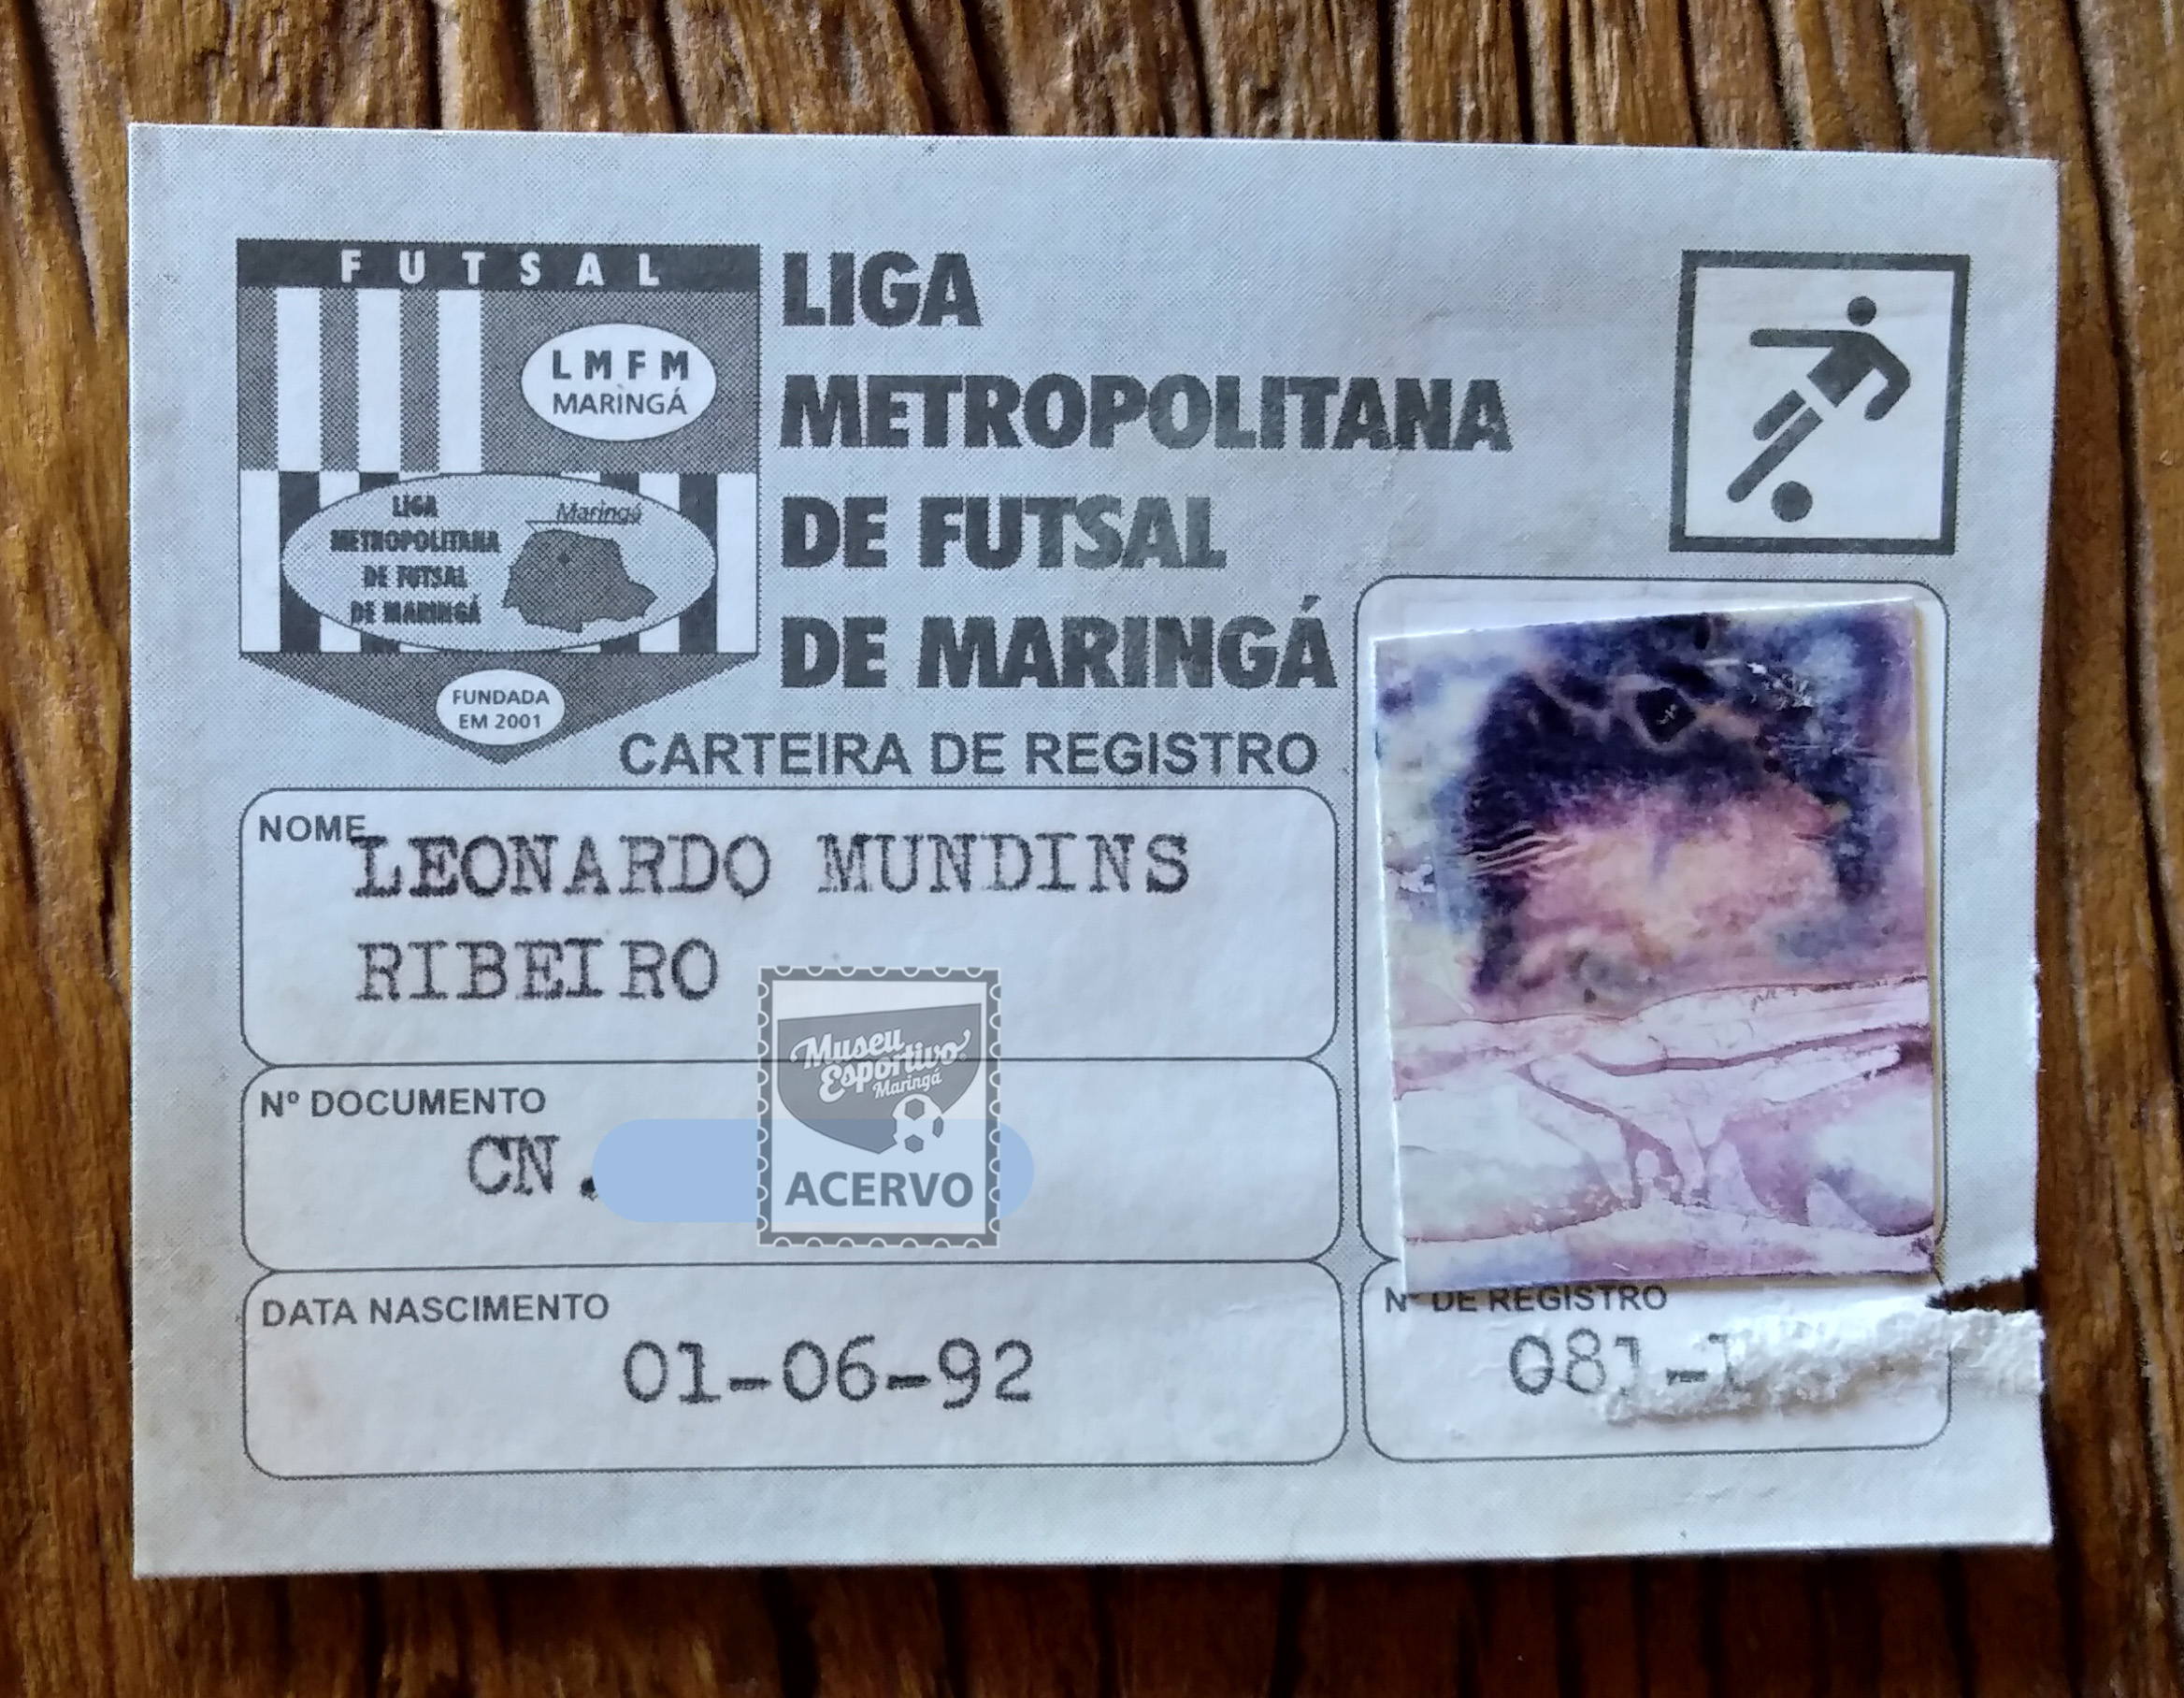 FUTSAL
LMFM
MARINGÁ
LIGA
METROPOLITANA
DE FUTSAL
DE MARINGÁ
Maringá
FUNDADA
EM 2001
LIGA
METROPOLITANA
DE FUTSAL
DE MARINGÁ
CARTEIRA DE REGISTRO
NOME
LEONARDO MUNDINS
RIBEIRO
Nº DOCUMENTO
CN.
Museu
Esportivo
Maringá
ACERVO
DATA NASCIMENTO
01-06-92
Nº DE REGISTRO
081-1